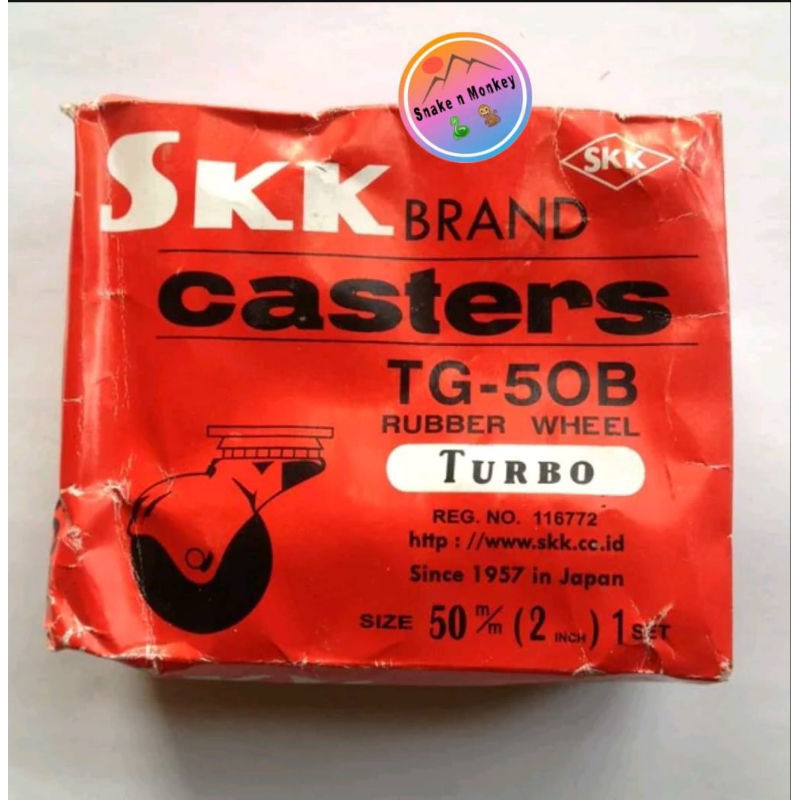 Snake n Monkey
SKK
SKK BRAND
casters
TG-50B
RUBBER WHEEL
TURBO
REG. NO. 116772
http : //www.skk.cc.id
Since 1957 in Japan
SIZE 50 m/m (2 INCH) 1 SET